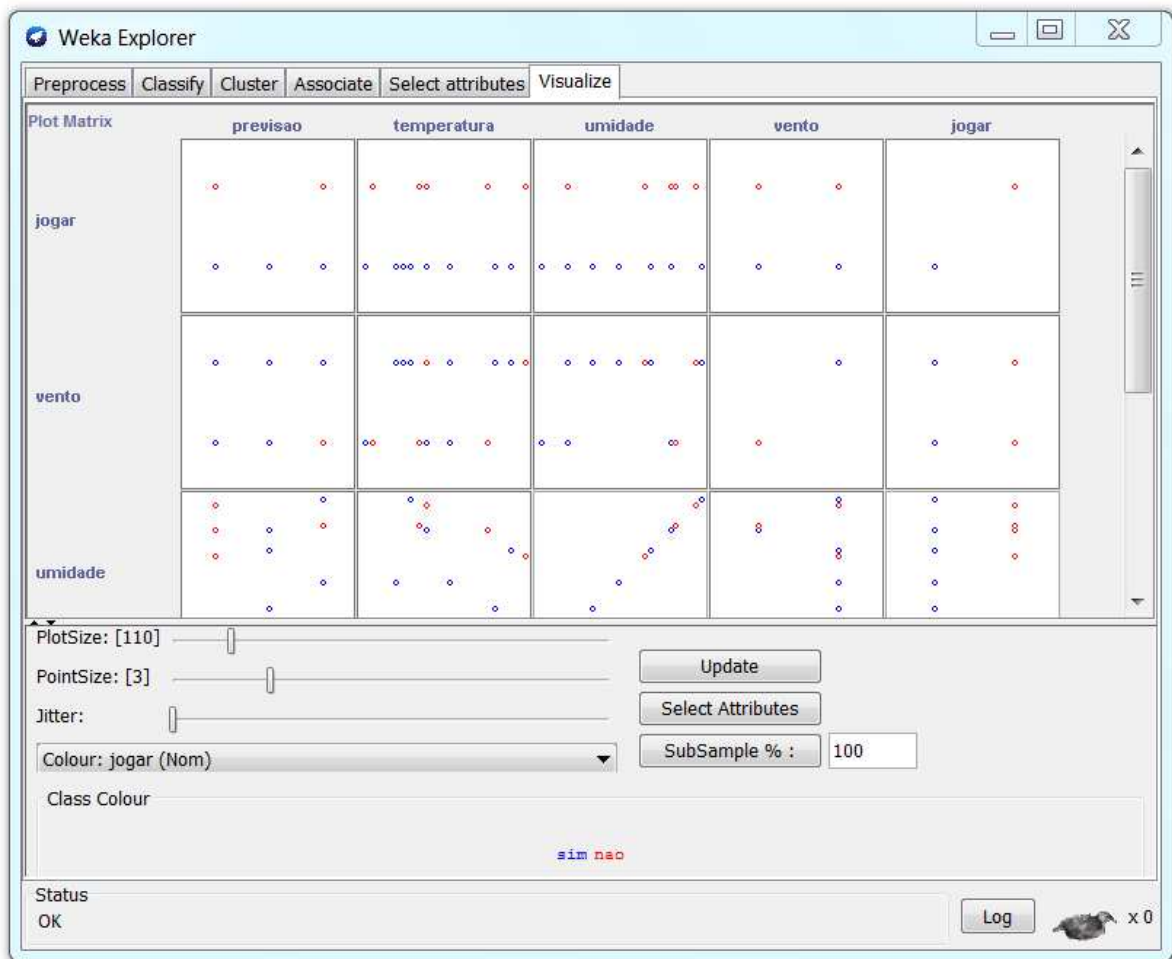 Weka Explorer
Preprocess Classify Cluster Associate Select attributes Visualize
Plot Matrix previsao temperatura umidade vento jogar
jogar
vento
umidade
PlotSize: [110]
PointSize: [3]
Jitter:
Update
Select Attributes
SubSample % : 100
Colour: jogar (Nom)
Class Colour
sim nao
Status
OK
Log x 0